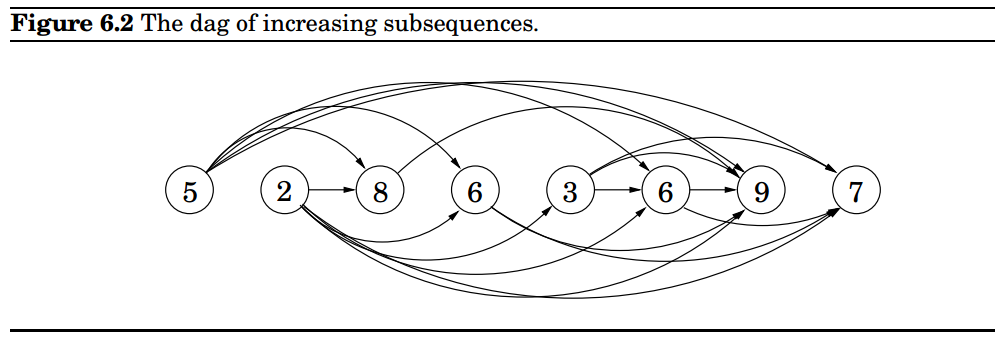 Figure 6.2 The dag of increasing subsequences.
5 2 8 6 3 6 9 7